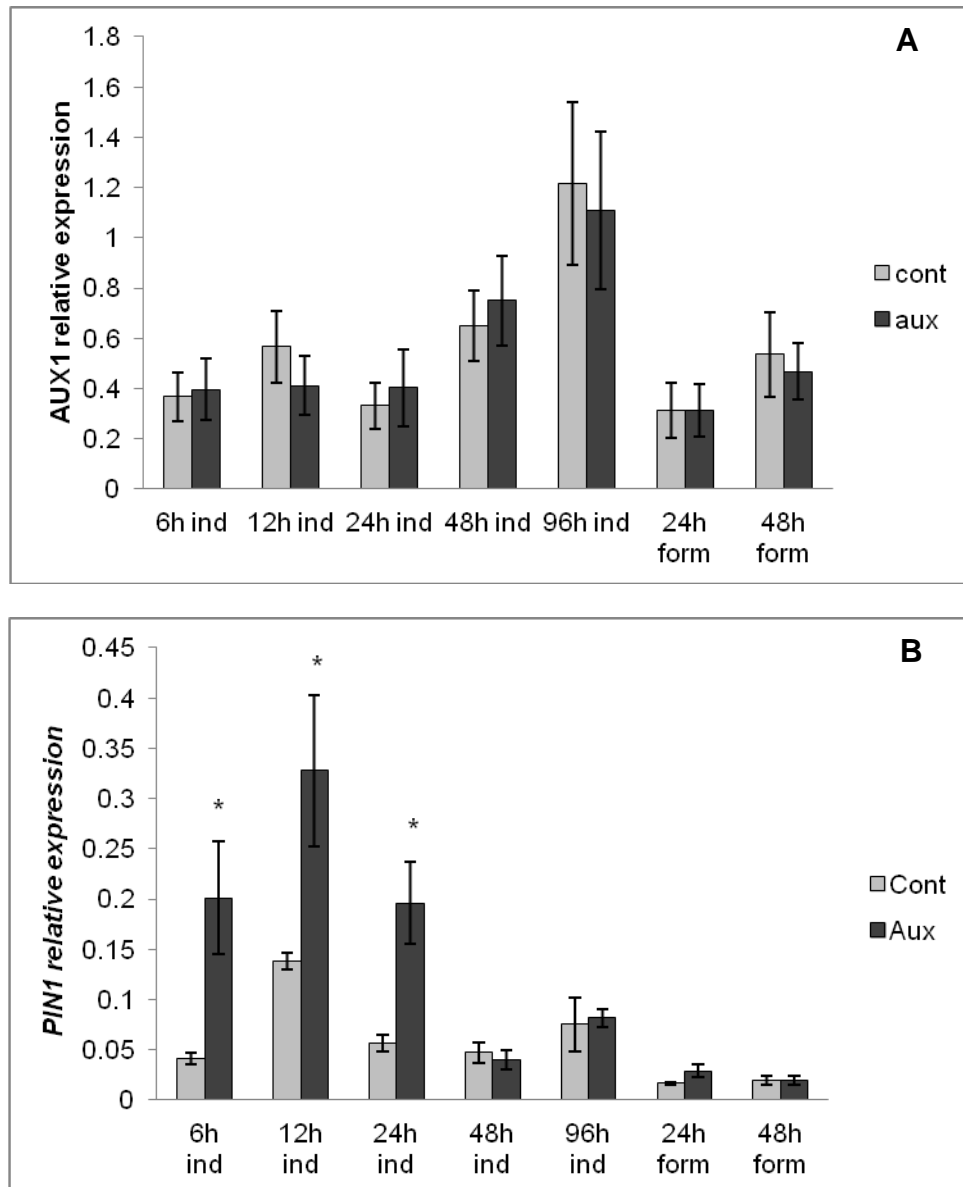 A
AUX1 relative expression
1.8
1.6
1.4
1.2
1
0.8
0.6
0.4
0.2
0
6h ind 12h ind 24h ind 48h ind 96h ind 24h form 48h form
cont
aux
B
PIN1 relative expression
0.45
0.4
0.35
0.3
0.25
0.2
0.15
0.1
0.05
0
* * *
6h ind 12h ind 24h ind 48h ind 96h ind 24h form 48h form
Cont
Aux